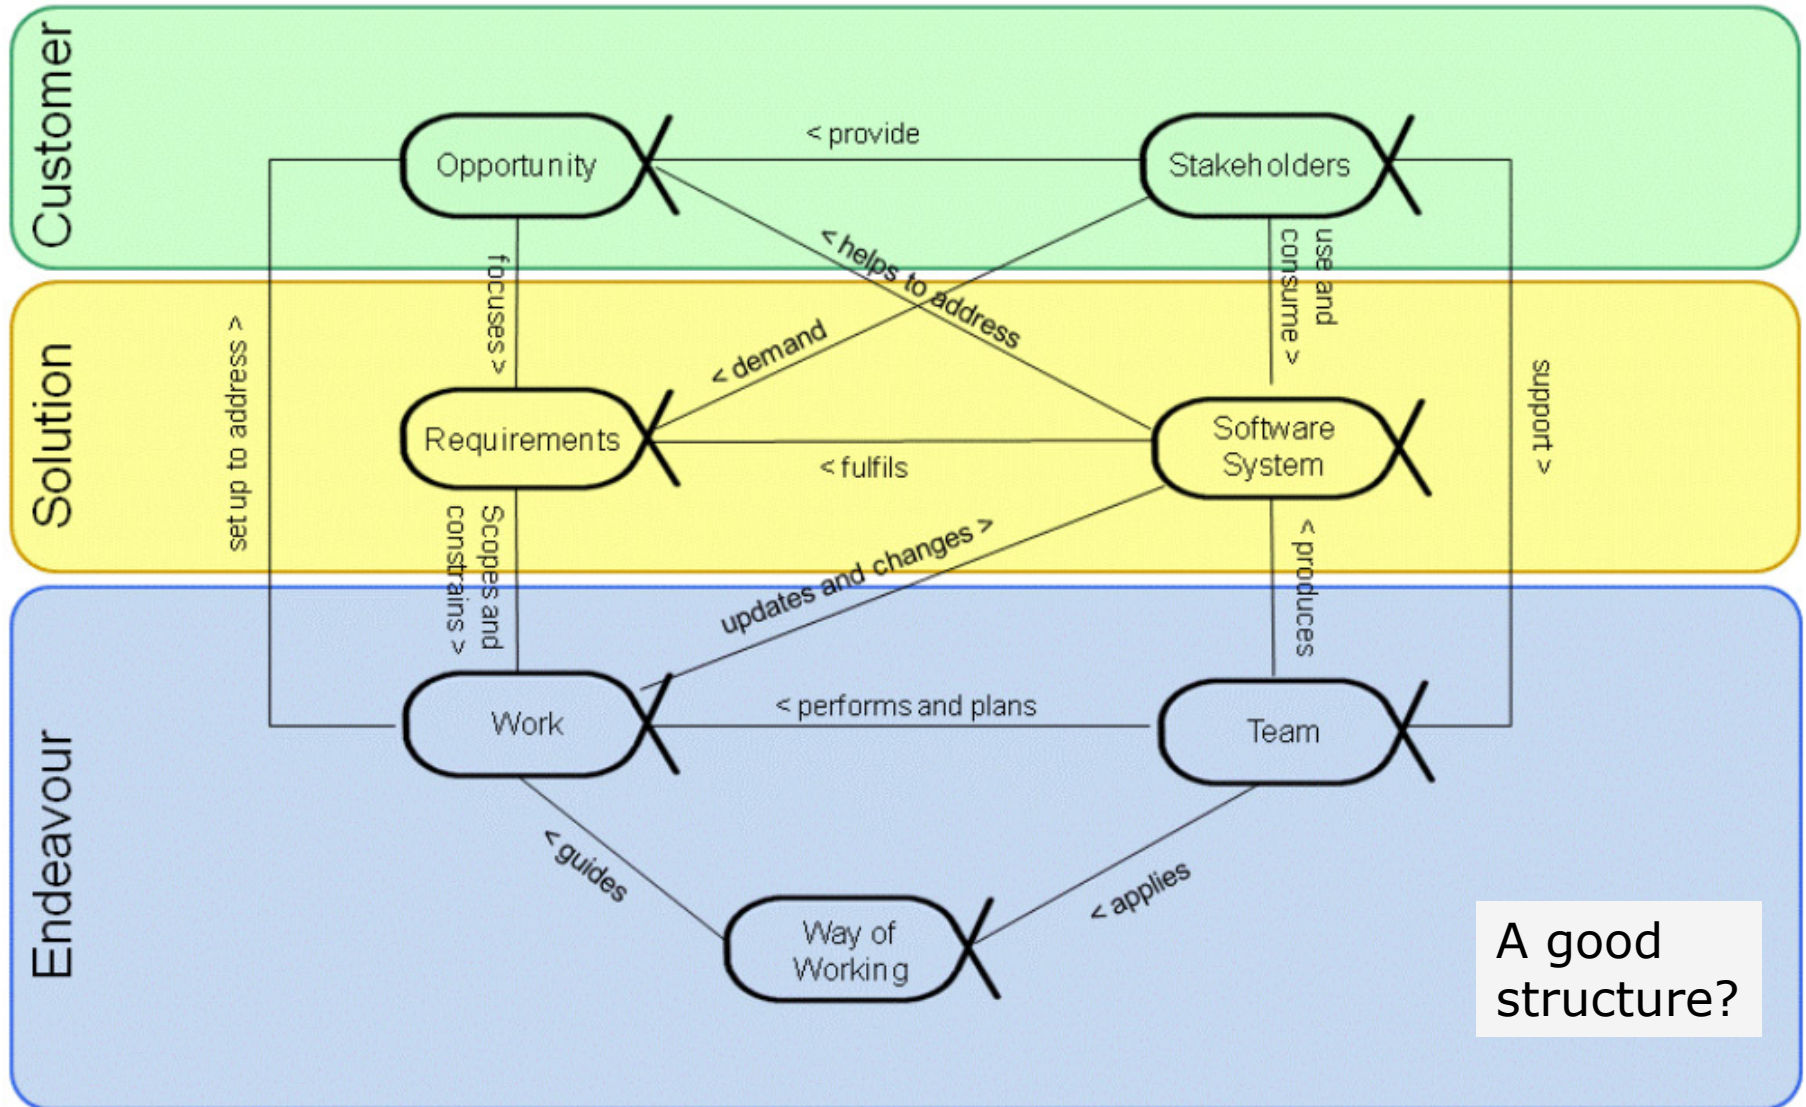 Customer
Opportunity
< provide
Stakeholders
focuses >
< helps to address
use and
consume >
< demand
set up to address >
support >
Solution
Requirements
< fulfils
Software
System
Scopes and
constrains >
updates and changes >
< produces
Endeavour
Work
< performs and plans
Team
< guides
< applies
Way of
Working
A good
structure?